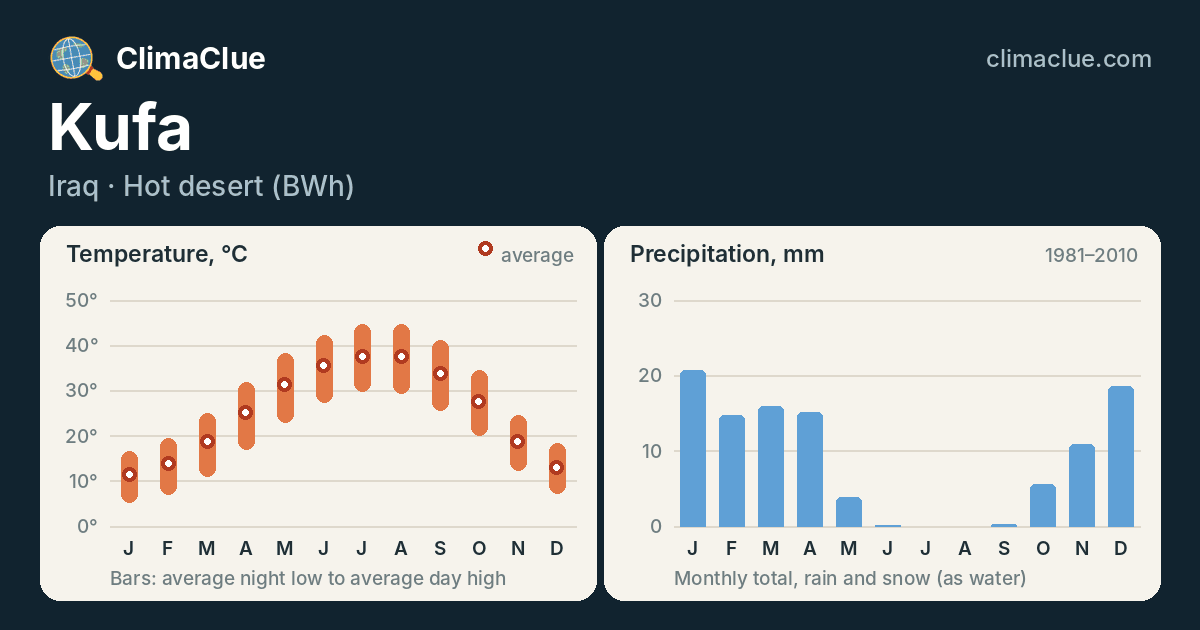 ClimaClue
climaclue.com
Kufa
Iraq · Hot desert (BWh)
Temperature, °C
average
50°
40°
30°
20°
10°
0°
J F M A M J J A S O N D
Bars: average night low to average day high
Precipitation, mm
1981–2010
30
20
10
0
J F M A M J J A S O N D
Monthly total, rain and snow (as water)